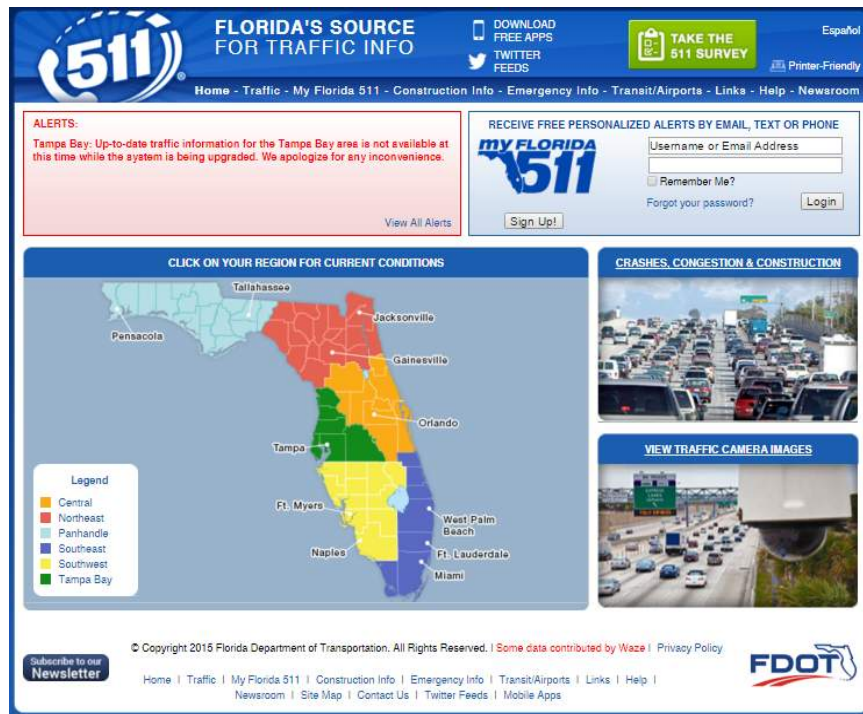 511
FLORIDA'S SOURCE
FOR TRAFFIC INFO
DOWNLOAD
FREE APPS
TWITTER
FEEDS
TAKE THE
511 SURVEY
Español
Printer-Friendly
Home - Traffic - My Florida 511 - Construction Info - Emergency Info - Transit/Airports - Links - Help - Newsroom
ALERTS:
Tampa Bay: Up-to-date traffic information for the Tampa Bay area is not available at
this time while the system is being upgraded. We apologize for any inconvenience.
View All Alerts
RECEIVE FREE PERSONALIZED ALERTS BY EMAIL, TEXT OR PHONE
my FLORIDA
511
Sign Up!
Username or Email Address
Remember Me?
Forgot your password?
Login
CLICK ON YOUR REGION FOR CURRENT CONDITIONS
Tallahassee
Jacksonville
Pensacola
Gainesville
Orlando
Tampa
Ft. Myers
West Palm
Beach
Naples
Ft. Lauderdale
Miami
Legend
Central
Northeast
Panhandle
Southeast
Southwest
Tampa Bay
CRASHES, CONGESTION & CONSTRUCTION
VIEW TRAFFIC CAMERA IMAGES
Subscribe to our
Newsletter
© Copyright 2015 Florida Department of Transportation. All Rights Reserved. | Some data contributed by Waze | Privacy Policy
Home | Traffic | My Florida 511 | Construction Info | Emergency Info | Transit/Airports | Links | Help |
Newsroom | Site Map | Contact Us | Twitter Feeds | Mobile Apps
FDOT